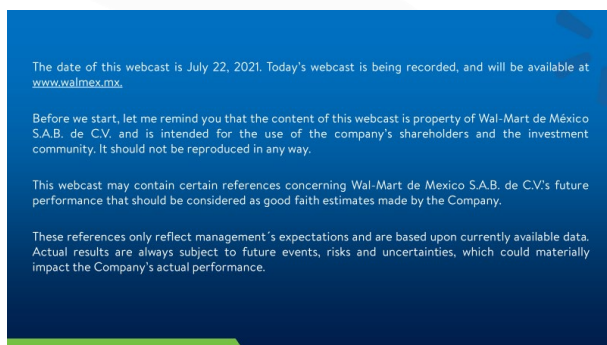 The date of this webcast is July 22, 2021. Today's webcast is being recorded, and will be available at
www.walmex.mx.
Before we start, let me remind you that the content of this webcast is property of Wal-Mart de México
S.A.B. de C.V. and is intended for the use of the company's shareholders and the investment
community. It should not be reproduced in any way.
This webcast may contain certain references concerning Wal-Mart de Mexico S.A.B. de C.V.'s future
performance that should be considered as good faith estimates made by the Company.
These references only reflect management´s expectations and are based upon currently available data.
Actual results are always subject to future events, risks and uncertainties, which could materially
impact the Company's actual performance.